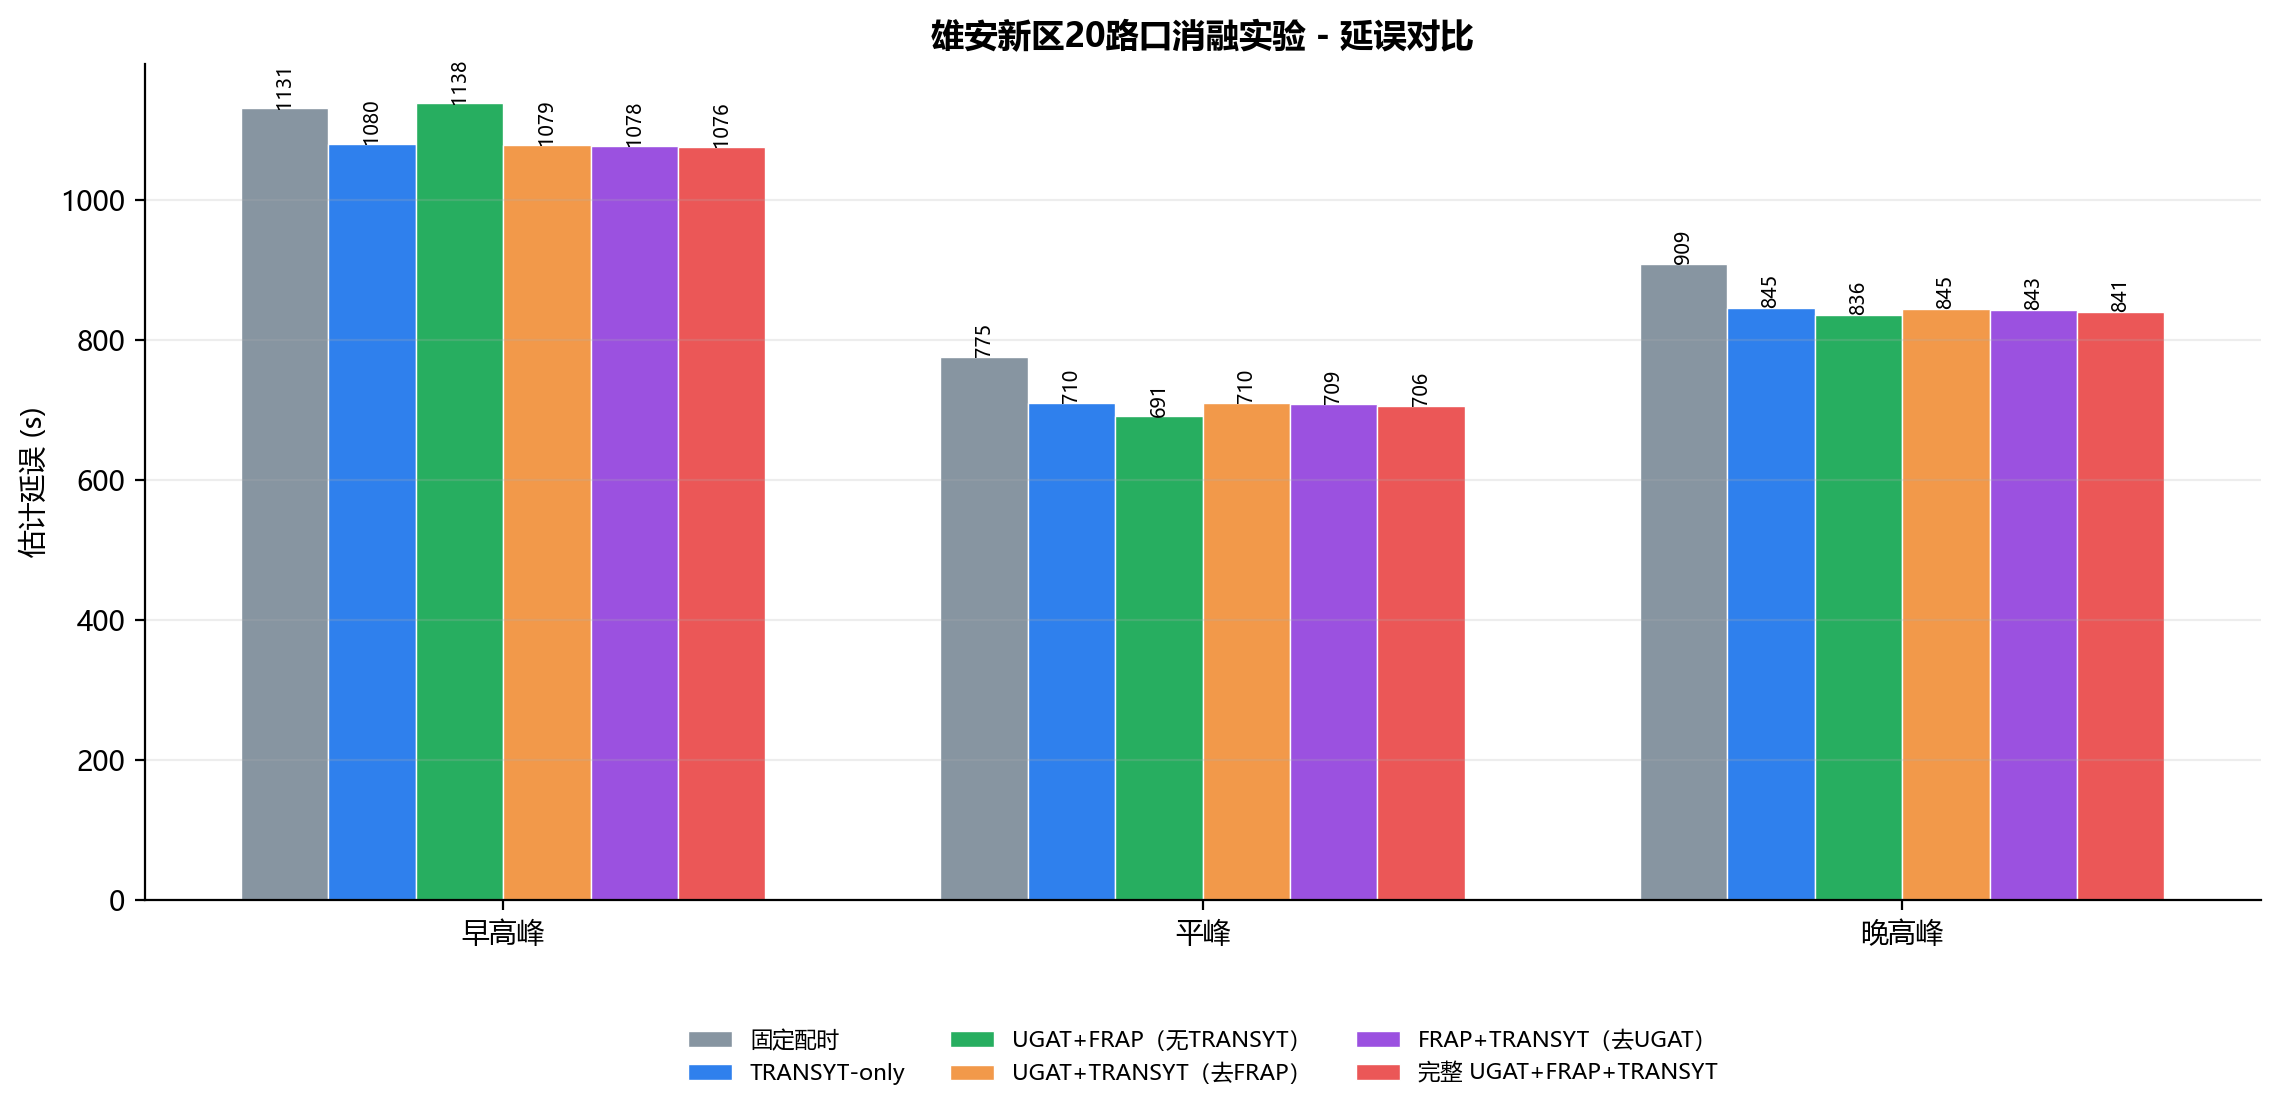 雄安新区20路口消融实验 - 延误对比
估计延误 (s)
1000
800
600
400
200
0
1131
1080
1138
1079
1078
1076
775
710
691
710
709
706
909
845
836
845
843
841
早高峰
平峰
晚高峰
固定配时
TRANSYT-only
UGAT+FRAP（无TRANSYT）
UGAT+TRANSYT（去FRAP）
FRAP+TRANSYT（去UGAT）
完整 UGAT+FRAP+TRANSYT